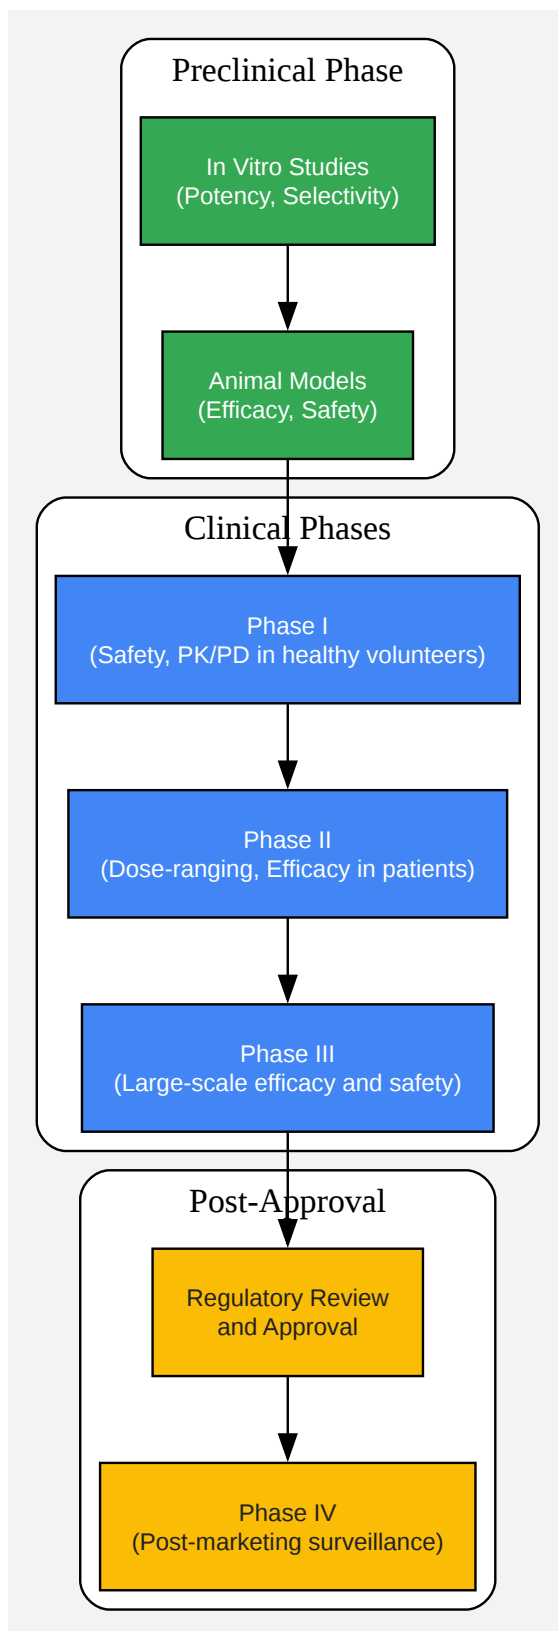 Preclinical Phase
In Vitro Studies
(Potency, Selectivity)
Animal Models
(Efficacy, Safety)
Clinical Phases
Phase I
(Safety, PK/PD in healthy volunteers)
Phase II
(Dose-ranging, Efficacy in patients)
Phase III
(Large-scale efficacy and safety)
Post-Approval
Regulatory Review
and Approval
Phase IV
(Post-marketing surveillance)